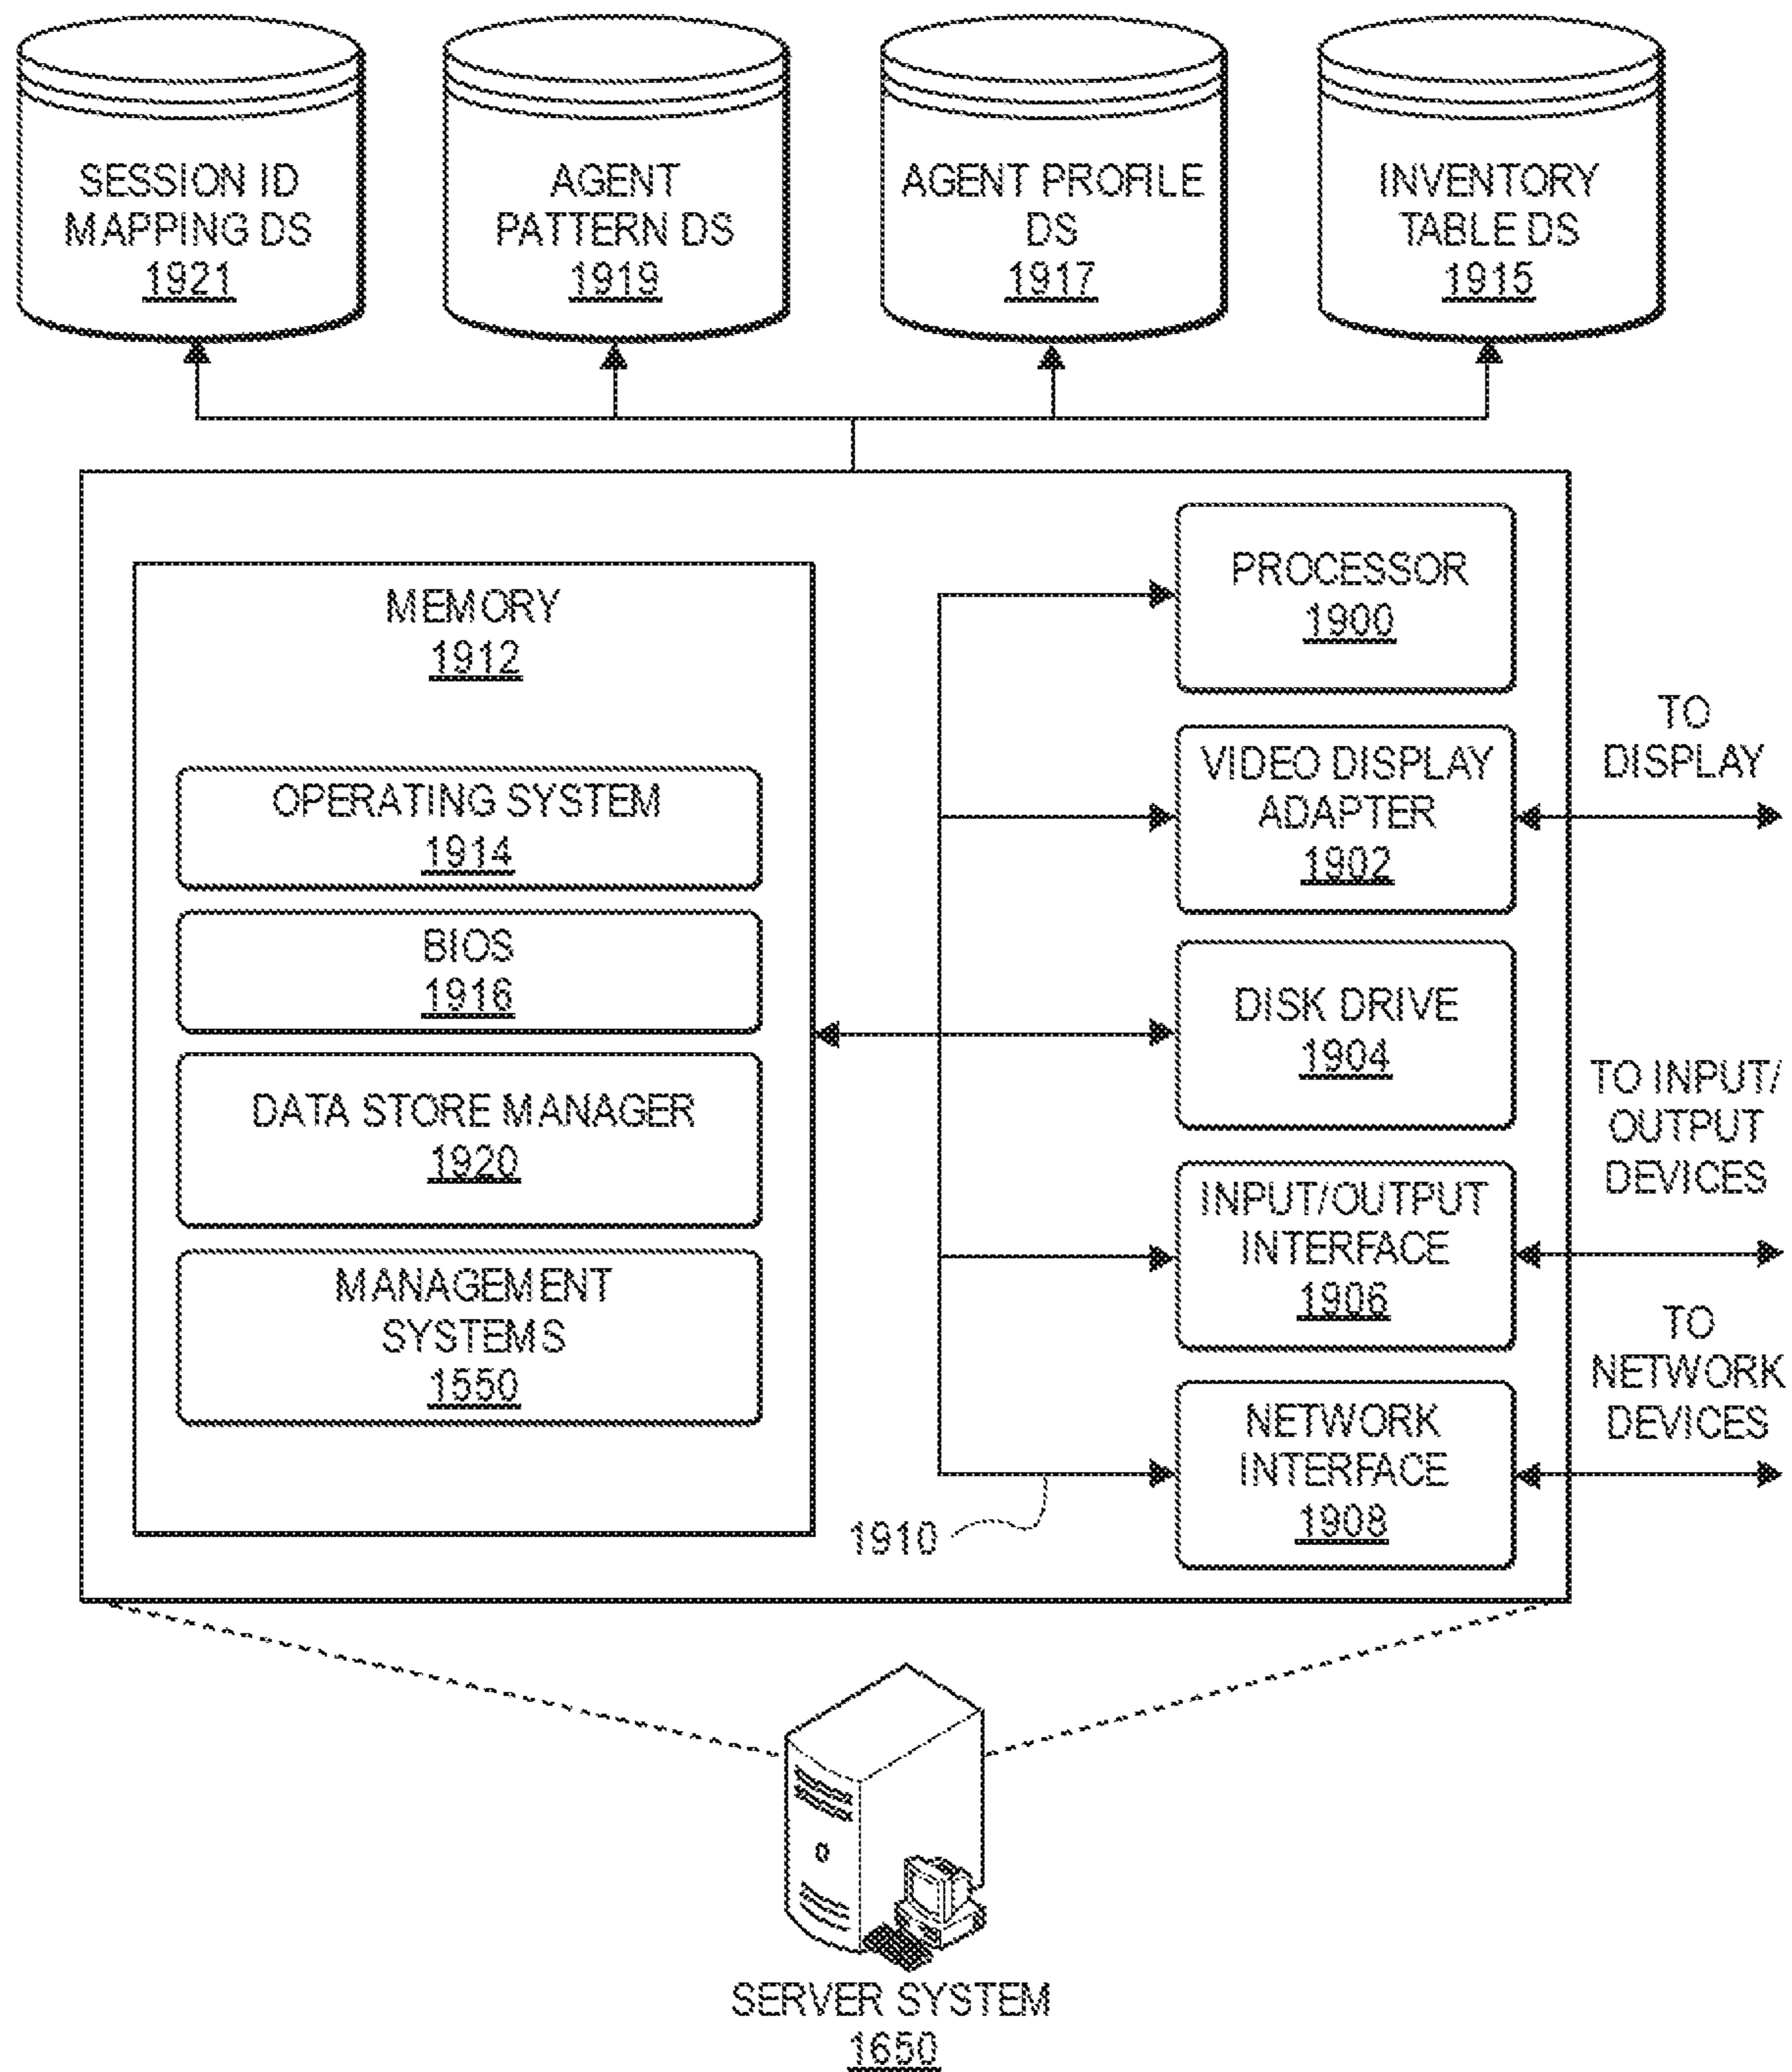 SESSION ID
MAPPING DS
1921
AGENT
PATTERN DS
1919
AGENT PROFILE
DS
1917
INVENTORY
TABLE DS
1915
MEMORY
1912
OPERATING SYSTEM
1914
BIOS
1916
DATA STORE MANAGER
1920
MANAGEMENT
SYSTEMS
1550
PROCESSOR
1900
VIDEO DISPLAY
ADAPTER
1902
DISK DRIVE
1904
INPUT/OUTPUT
INTERFACE
1906
NETWORK
INTERFACE
1908
1910
TO
DISPLAY
TO INPUT/
OUTPUT
DEVICES
TO
NETWORK
DEVICES
SERVER SYSTEM
1650